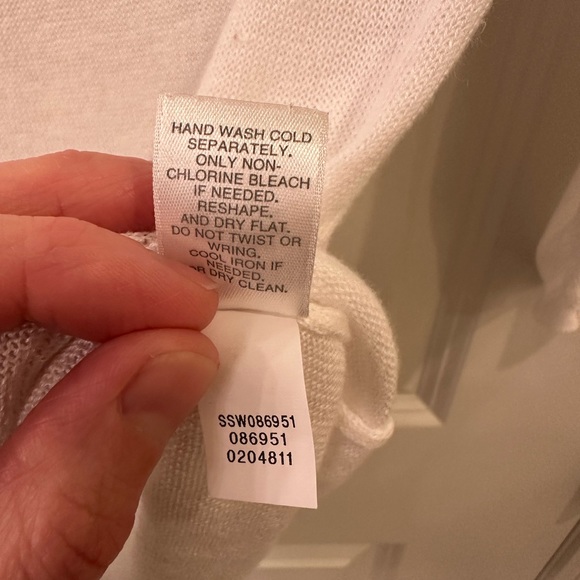 HAND WASH COLD
SEPARATELY.
ONLY NON-
CHLORINE BLEACH
IF NEEDED.
RESHAPE.
AND DRY FLAT.
DO NOT TWIST OR
WRING.
COOL IRON IF
NEEDED.
OR DRY CLEAN.
SSW086951
086951
0204811